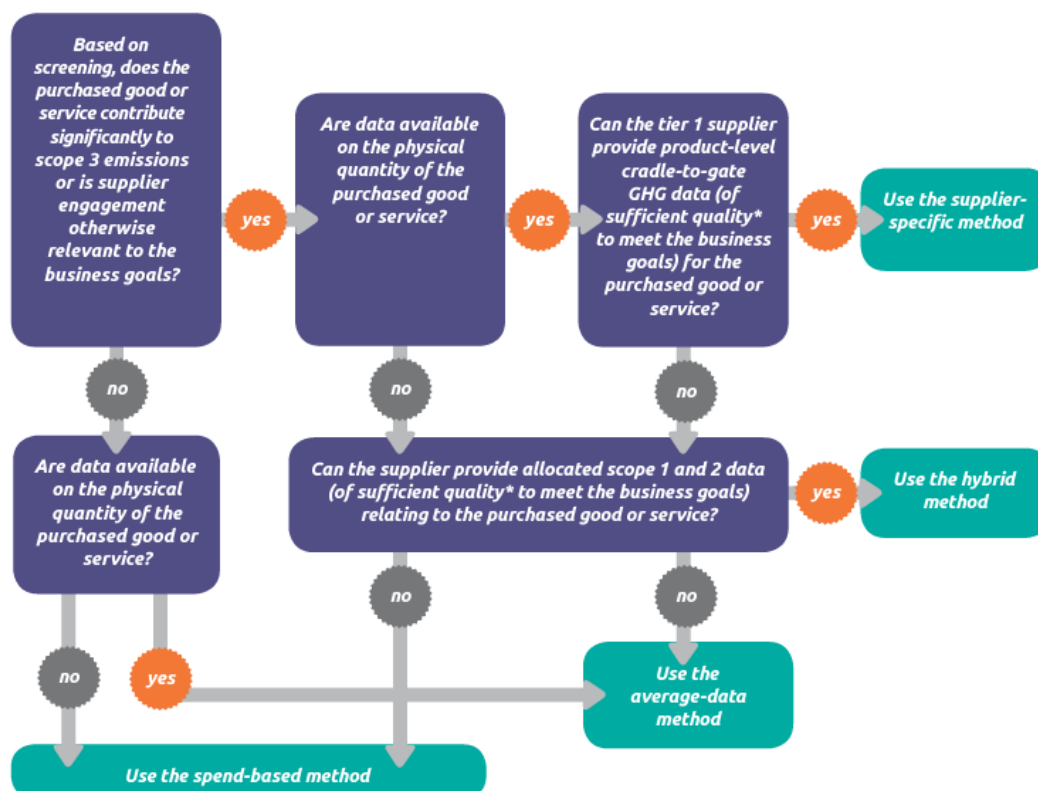 Based on
screening, does the
purchased good or
service contribute
significantly to
scope 3 emissions
or is supplier
engagement
otherwise
relevant to the
business goals?
yes
Are data available
on the physical
quantity of the
purchased good
or service?
yes
Can the tier 1 supplier
provide product-level
cradle-to-gate
GHG data (of
sufficient quality*
to meet the business
goals) for the
purchased good or
service?
yes
Use the supplier-
specific method
no
no
no
Are data available
on the physical
quantity of the
purchased good or
service?
Can the supplier provide allocated scope 1 and 2 data
(of sufficient quality* to meet the business goals)
relating to the purchased good or service?
yes
Use the hybrid
method
no
no
no
yes
Use the
average-data
method
Use the spend-based method